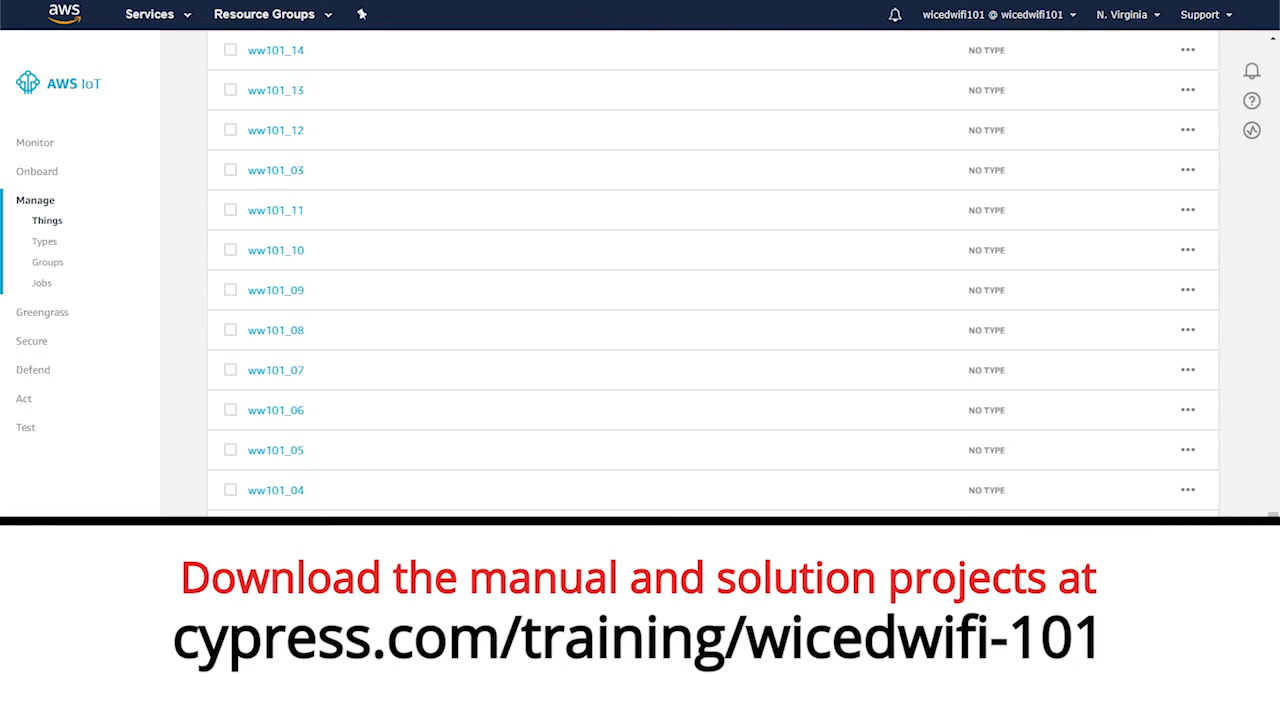 aws
Services
Resource Groups
wicedwifi101 @ wicedwifi101
N. Virginia
Support
AWS IoT
Monitor
Onboard
Manage
Things
Types
Groups
Jobs
Greengrass
Secure
Defend
Act
Test
ww101_14 NO TYPE
ww101_13 NO TYPE
ww101_12 NO TYPE
ww101_03 NO TYPE
ww101_11 NO TYPE
ww101_10 NO TYPE
ww101_09 NO TYPE
ww101_08 NO TYPE
ww101_07 NO TYPE
ww101_06 NO TYPE
ww101_05 NO TYPE
ww101_04 NO TYPE
Download the manual and solution projects at
cypress.com/training/wicedwifi-101